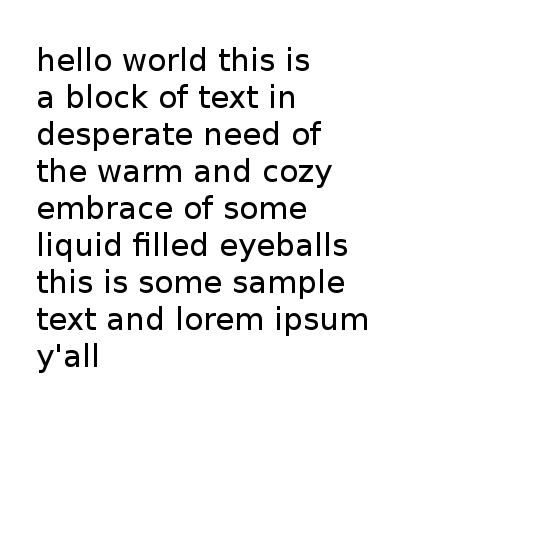 hello world this is
a block of text in
desperate need of
the warm and cozy
embrace of some
liquid filled eyeballs
this is some sample
text and lorem ipsum
y'all